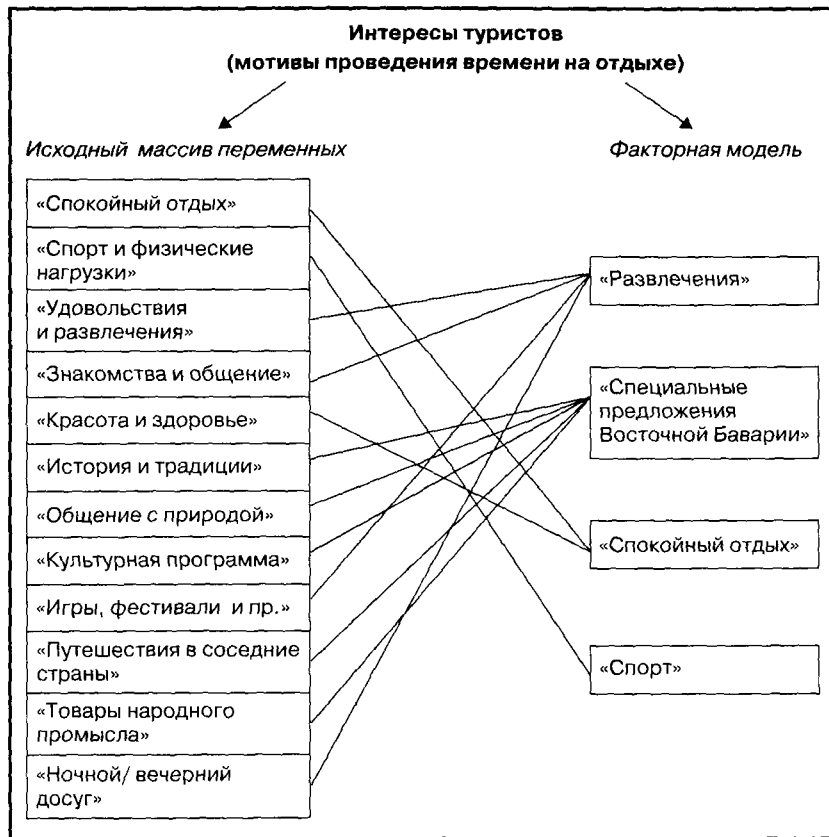 Интересы туристов
(мотивы проведения времени на отдыхе)
Исходный массив переменных
Факторная модель
«Спокойный отдых»
«Спорт и физические
нагрузки»
«Удовольствия
и развлечения»
«Знакомства и общение»
«Красота и здоровье»
«История и традиции»
«Общение с природой»
«Культурная программа»
«Игры, фестивали и пр.»
«Путешествия в соседние
страны»
«Товары народного
промысла»
«Ночной/ вечерний
досуг»
«Развлечения»
«Специальные
предложения
Восточной Баварии»
«Спокойный отдых»
«Спорт»